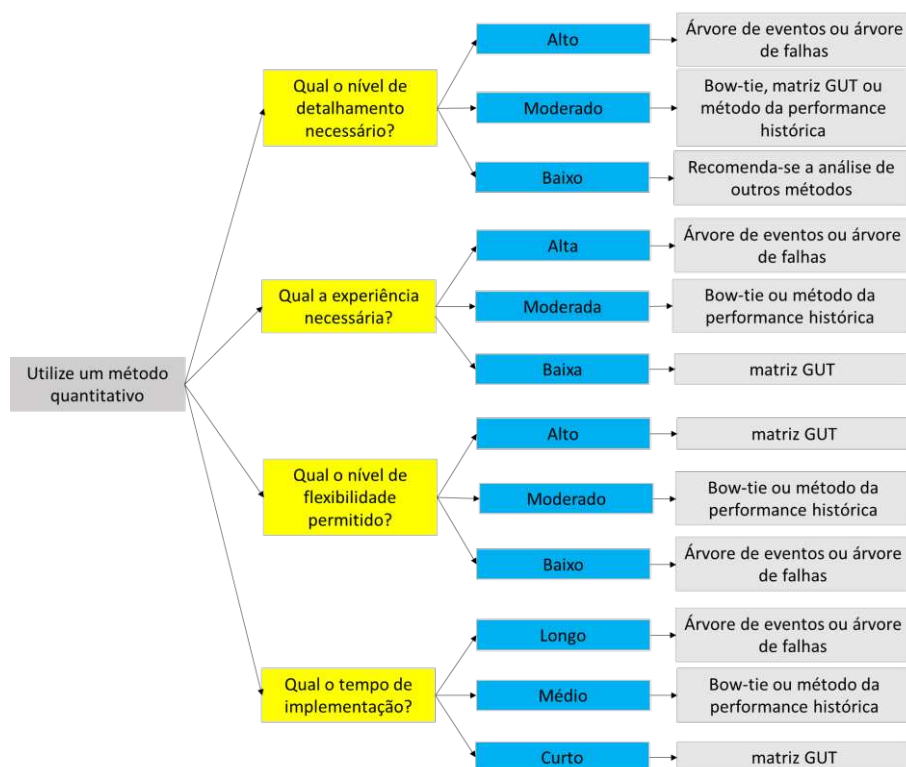 Utilize um método
quantitativo
Qual o nível de
detalhamento
necessário?
Alto
Árvore de eventos ou árvore
de falhas
Moderado
Bow-tie, matriz GUT ou
método da performance
histórica
Baixo
Recomenda-se a análise de
outros métodos
Qual a experiência
necessária?
Alta
Árvore de eventos ou árvore
de falhas
Moderada
Bow-tie ou método da
performance histórica
Baixa
matriz GUT
Qual o nível de
flexibilidade
permitido?
Alto
matriz GUT
Moderado
Bow-tie ou método da
performance histórica
Baixo
Árvore de eventos ou árvore
de falhas
Qual o tempo de
implementação?
Longo
Árvore de eventos ou árvore
de falhas
Médio
Bow-tie ou método da
performance histórica
Curto
matriz GUT